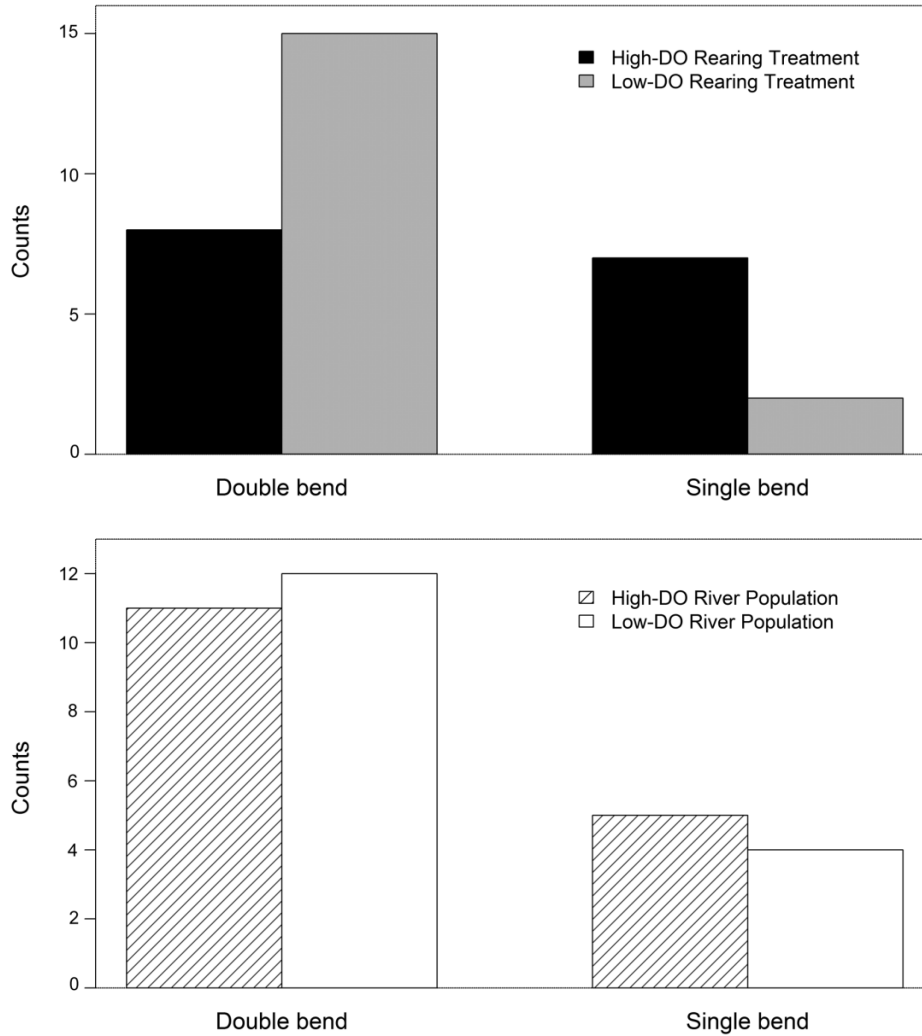 15
10
5
0
Counts
High-DO Rearing Treatment
Low-DO Rearing Treatment
Double bend
Single bend
12
10
8
6
4
2
0
Counts
High-DO River Population
Low-DO River Population
Double bend
Single bend